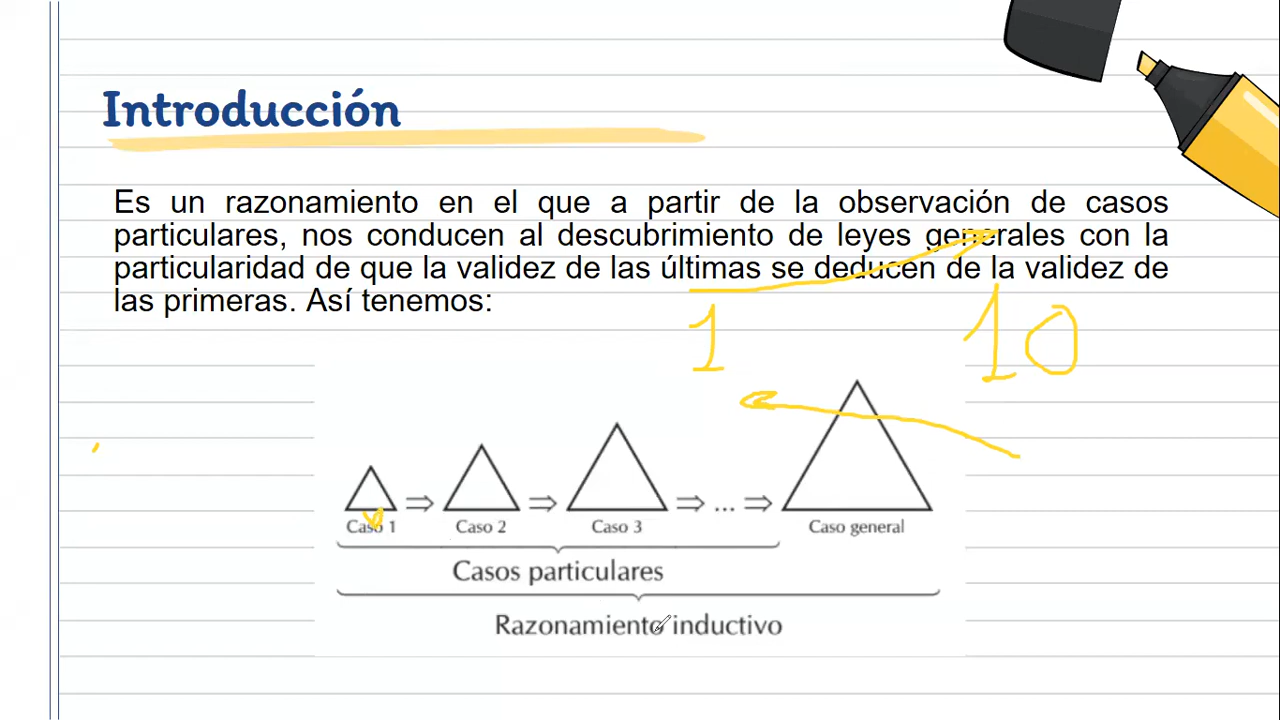 Introducción
Es un razonamiento en el que a partir de la observación de casos
particulares, nos conducen al descubrimiento de leyes generales con la
particularidad de que la validez de las últimas se deducen de la validez de
las primeras. Así tenemos:
1 10
Caso 1 ⇒ Caso 2 ⇒ Caso 3 ⇒ ... ⇒ Caso general
Casos particulares
Razonamiento inductivo